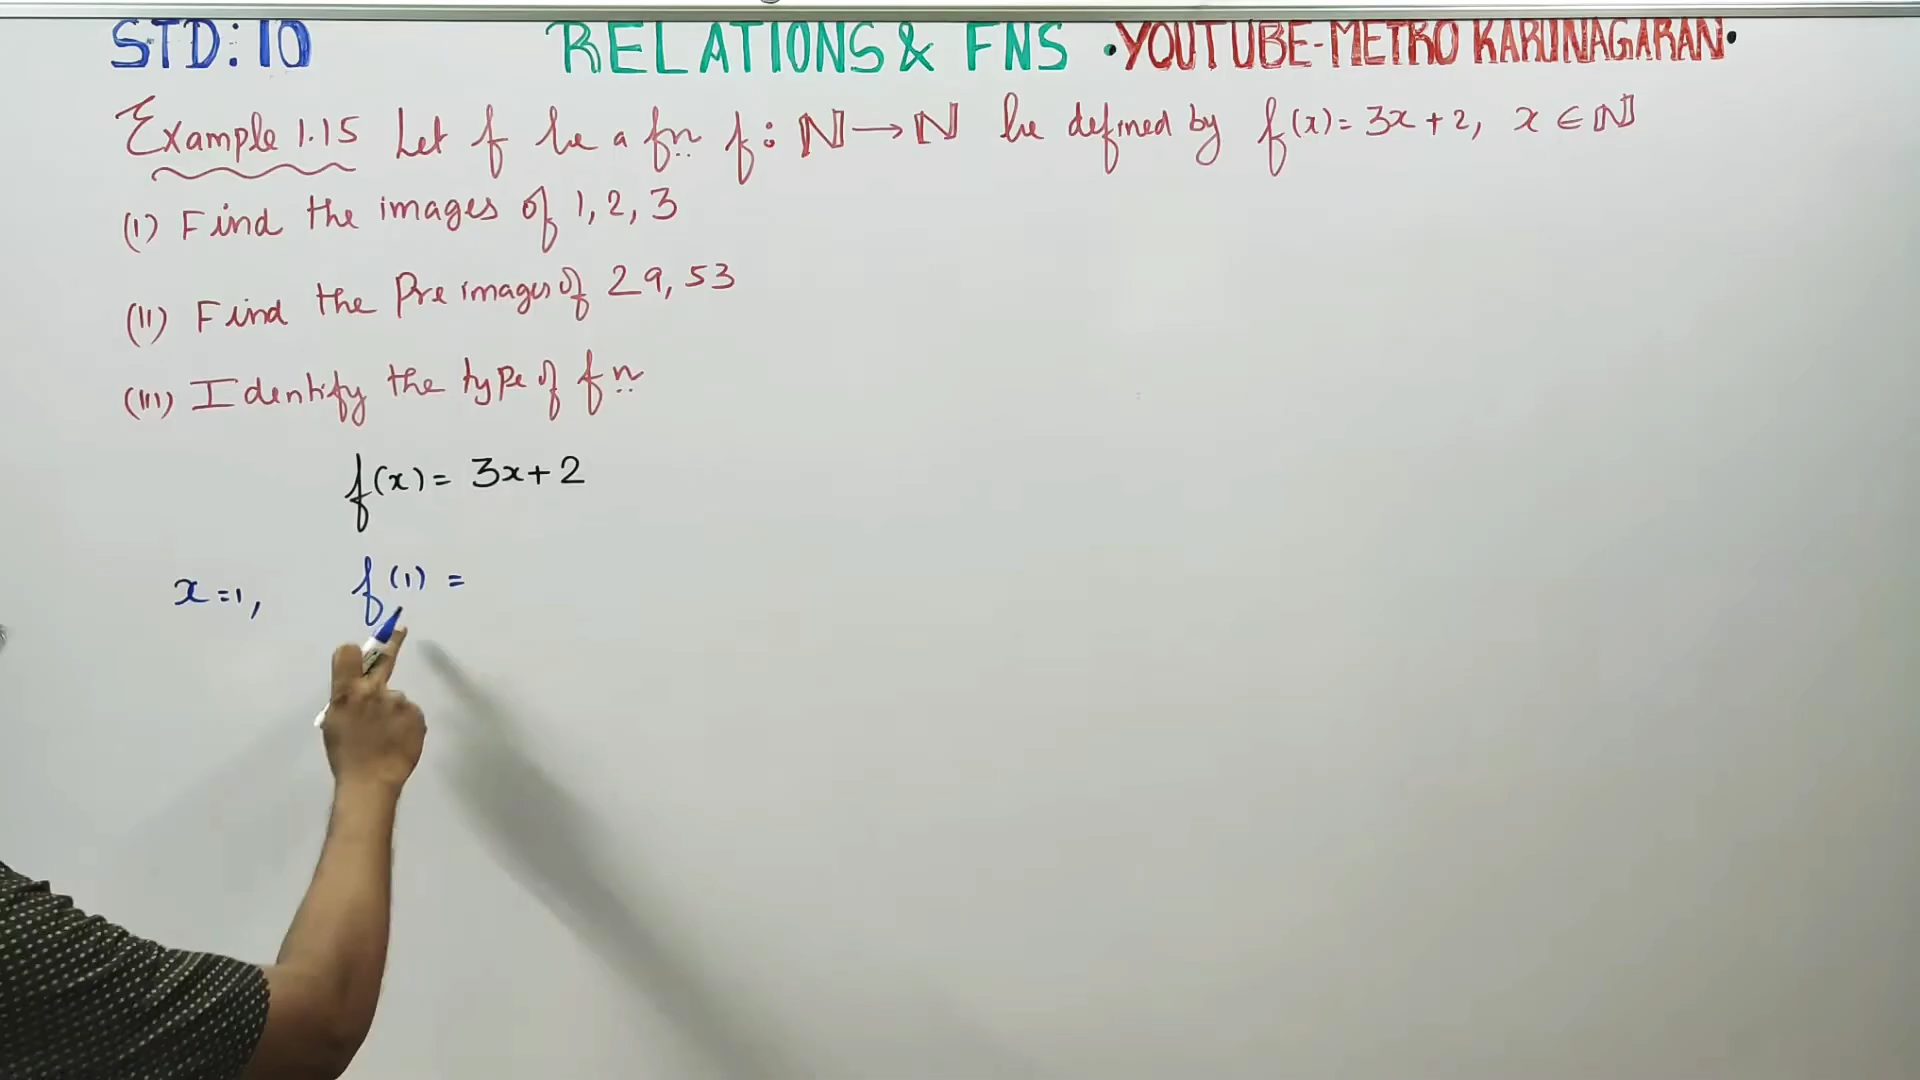 STD: 10 RELATIONS & FNS • YOUTUBE-METRO KARUNAGARAN •
Example 1.15 Let f be a fn f: ℕ→ℕ be defined by f(x)= 3x+2, x ∈ ℕ
(I) Find the images of 1, 2, 3
(II) Find the Pre images of 29, 53
(III) Identify the type of fn
f(x)= 3x+2
x=1, f(1) =